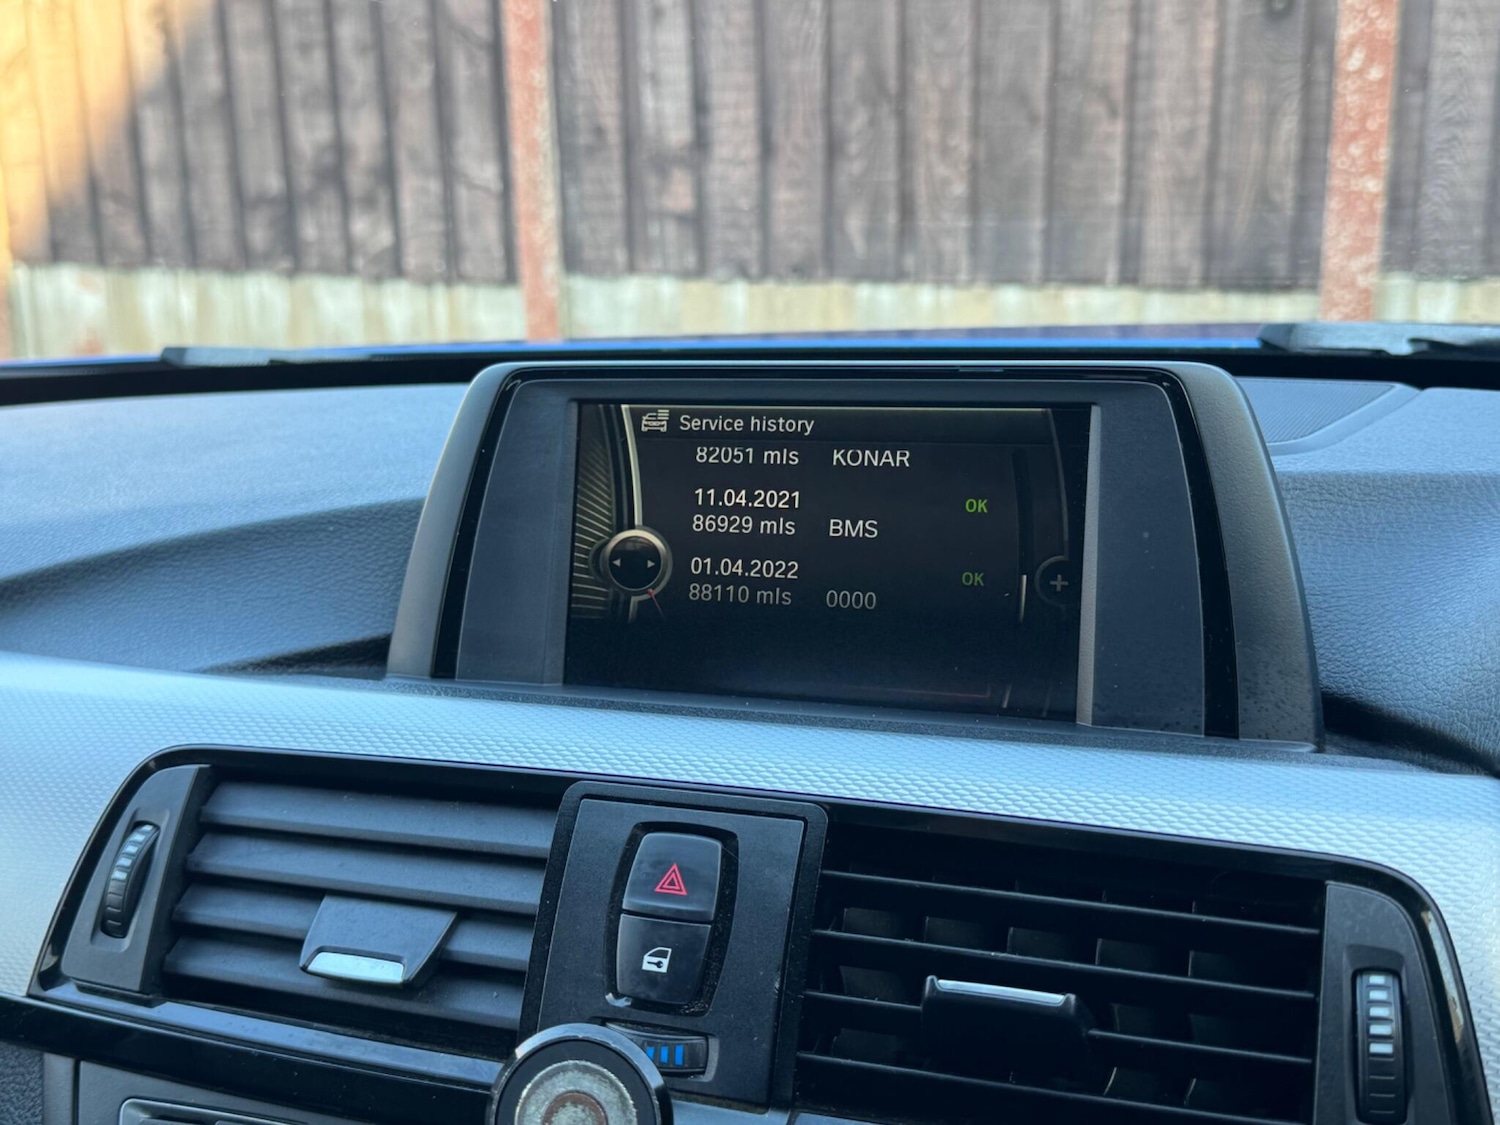 Service history
82051 mls KONAR
11.04.2021 OK
86929 mls BMS
01.04.2022 OK
88110 mls 0000